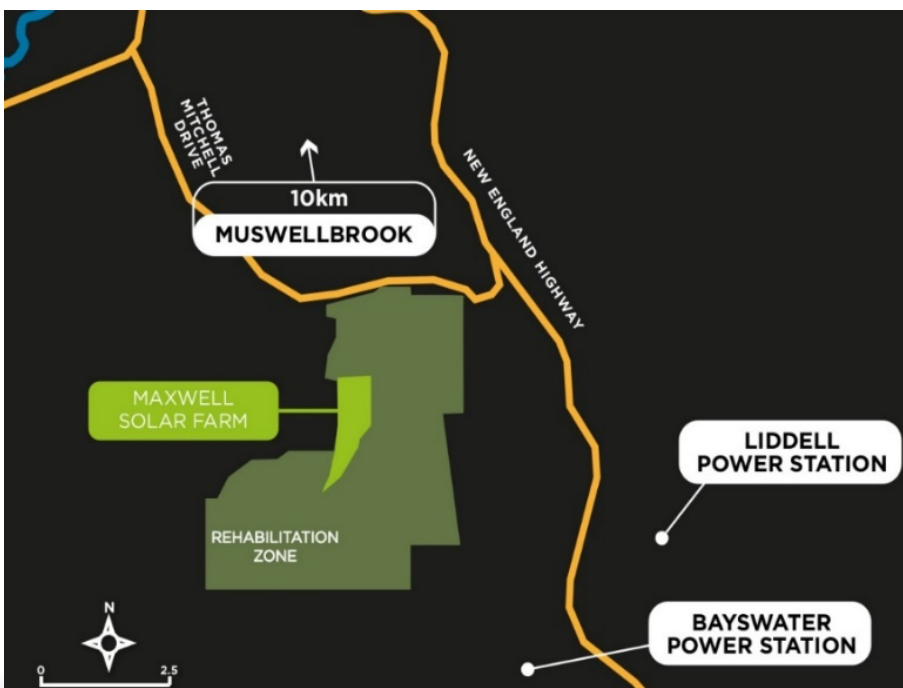 THOMAS
MITCHELL
DRIVE
10km
MUSWELLBROOK
NEW ENGLAND HIGHWAY
MAXWELL
SOLAR FARM
LIDDELL
POWER STATION
REHABILITATION
ZONE
BAYSWATER
POWER STATION
N
0 2.5